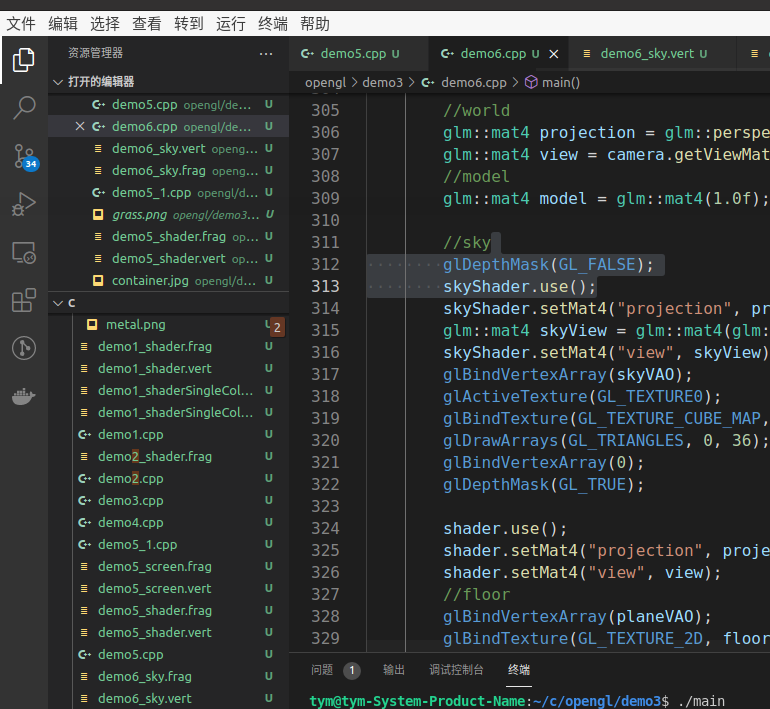 文件 编辑 选择 查看 转到 运行 终端 帮助
资源管理器 ···
打开的编辑器
demo5.cpp opengl/de... U
demo6.cpp opengl/de... U
demo6_sky.vert openg... U
demo6_sky.frag openg... U
demo5_1.cpp opengl/d... U
grass.png opengl/demo3... U
demo5_shader.frag op... U
demo5_shader.vert op... U
container.jpg opengl/d... U
34
C
metal.png U
2
demo1_shader.frag U
demo1_shader.vert U
demo1_shaderSingleCol... U
demo1_shaderSingleCol... U
demo1.cpp U
demo2_shader.frag U
demo2.cpp U
demo3.cpp U
demo4.cpp U
demo5_1.cpp U
demo5_screen.frag U
demo5_screen.vert U
demo5_shader.frag U
demo5_shader.vert U
demo5.cpp U
demo6_sky.frag U
demo6_sky.vert U
demo5.cpp U demo6.cpp U demo6_sky.vert U
opengl > demo3 > demo6.cpp > main()
305 //world
306 glm::mat4 projection = glm::perspe
307 glm::mat4 view = camera.getViewMat
308 //model
309 glm::mat4 model = glm::mat4(1.0f);
310
311 //sky
312 glDepthMask(GL_FALSE);
313 skyShader.use();
314 skyShader.setMat4("projection", pr
315 glm::mat4 skyView = glm::mat4(glm:
316 skyShader.setMat4("view", skyView)
317 glBindVertexArray(skyVAO);
318 glActiveTexture(GL_TEXTURE0);
319 glBindTexture(GL_TEXTURE_CUBE_MAP,
320 glDrawArrays(GL_TRIANGLES, 0, 36);
321 glBindVertexArray(0);
322 glDepthMask(GL_TRUE);
323
324 shader.use();
325 shader.setMat4("projection", proje
326 shader.setMat4("view", view);
327 //floor
328 glBindVertexArray(planeVAO);
329 glBindTexture(GL_TEXTURE_2D, floor
问题 1 输出 调试控制台 终端
tym@tym-System-Product-Name:~/c/opengl/demo3$ ./main